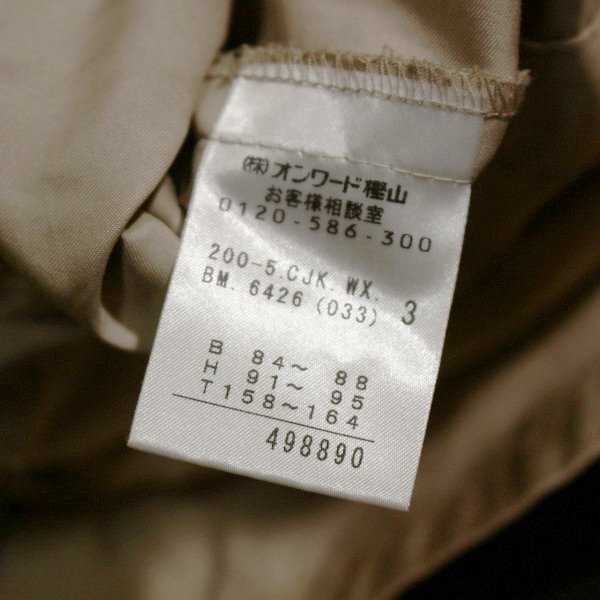 (株)オンワード樫山
お客様相談室
0120-586-300
200-5.CJK.WX. 3
BM. 6426 (033)
B 84～ 88
H 91～ 95
T158～164
498890